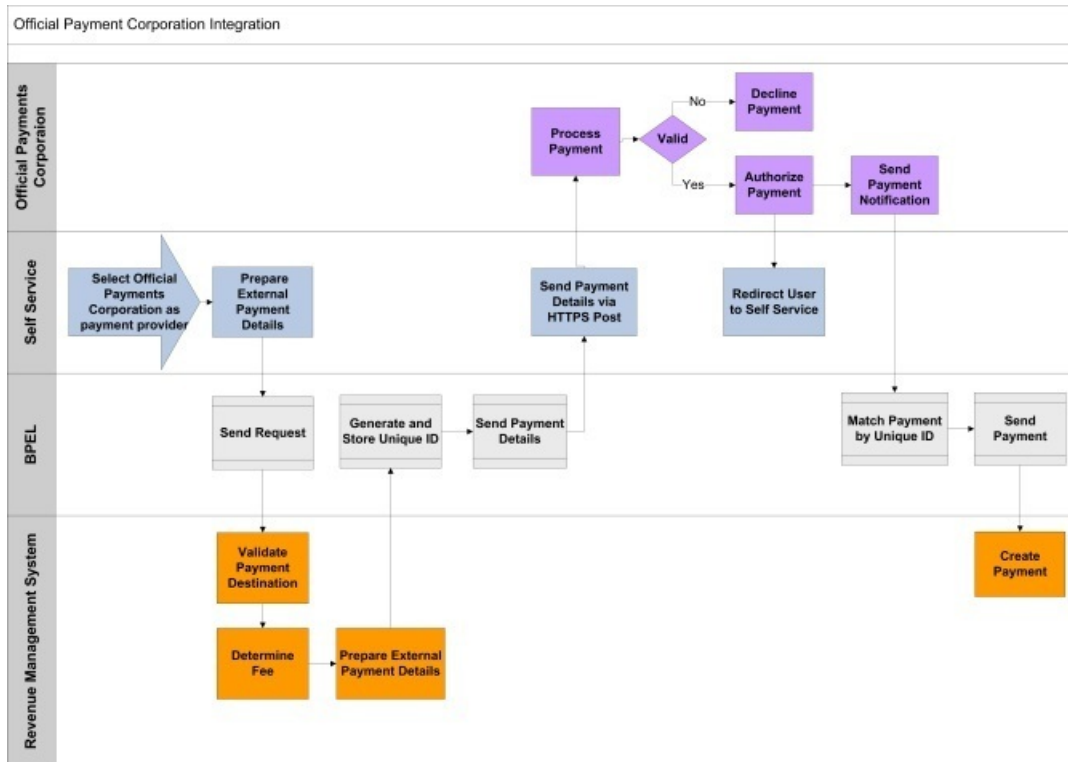 Official Payment Corporation Integration
Official Payments
Corporaion
Process
Payment
Valid
No
Decline
Payment
Yes
Authorize
Payment
Send
Payment
Notification
Self Service
Select Official
Payments
Corporation as
payment provider
Prepare
External
Payment
Details
Send Payment
Details via
HTTPS Post
Redirect User
to Self Service
BPEL
Send Request
Generate and
Store Unique ID
Send Payment
Details
Match Payment
by Unique ID
Send
Payment
Revenue Management System
Validate
Payment
Destination
Determine
Fee
Prepare External
Payment Details
Create
Payment